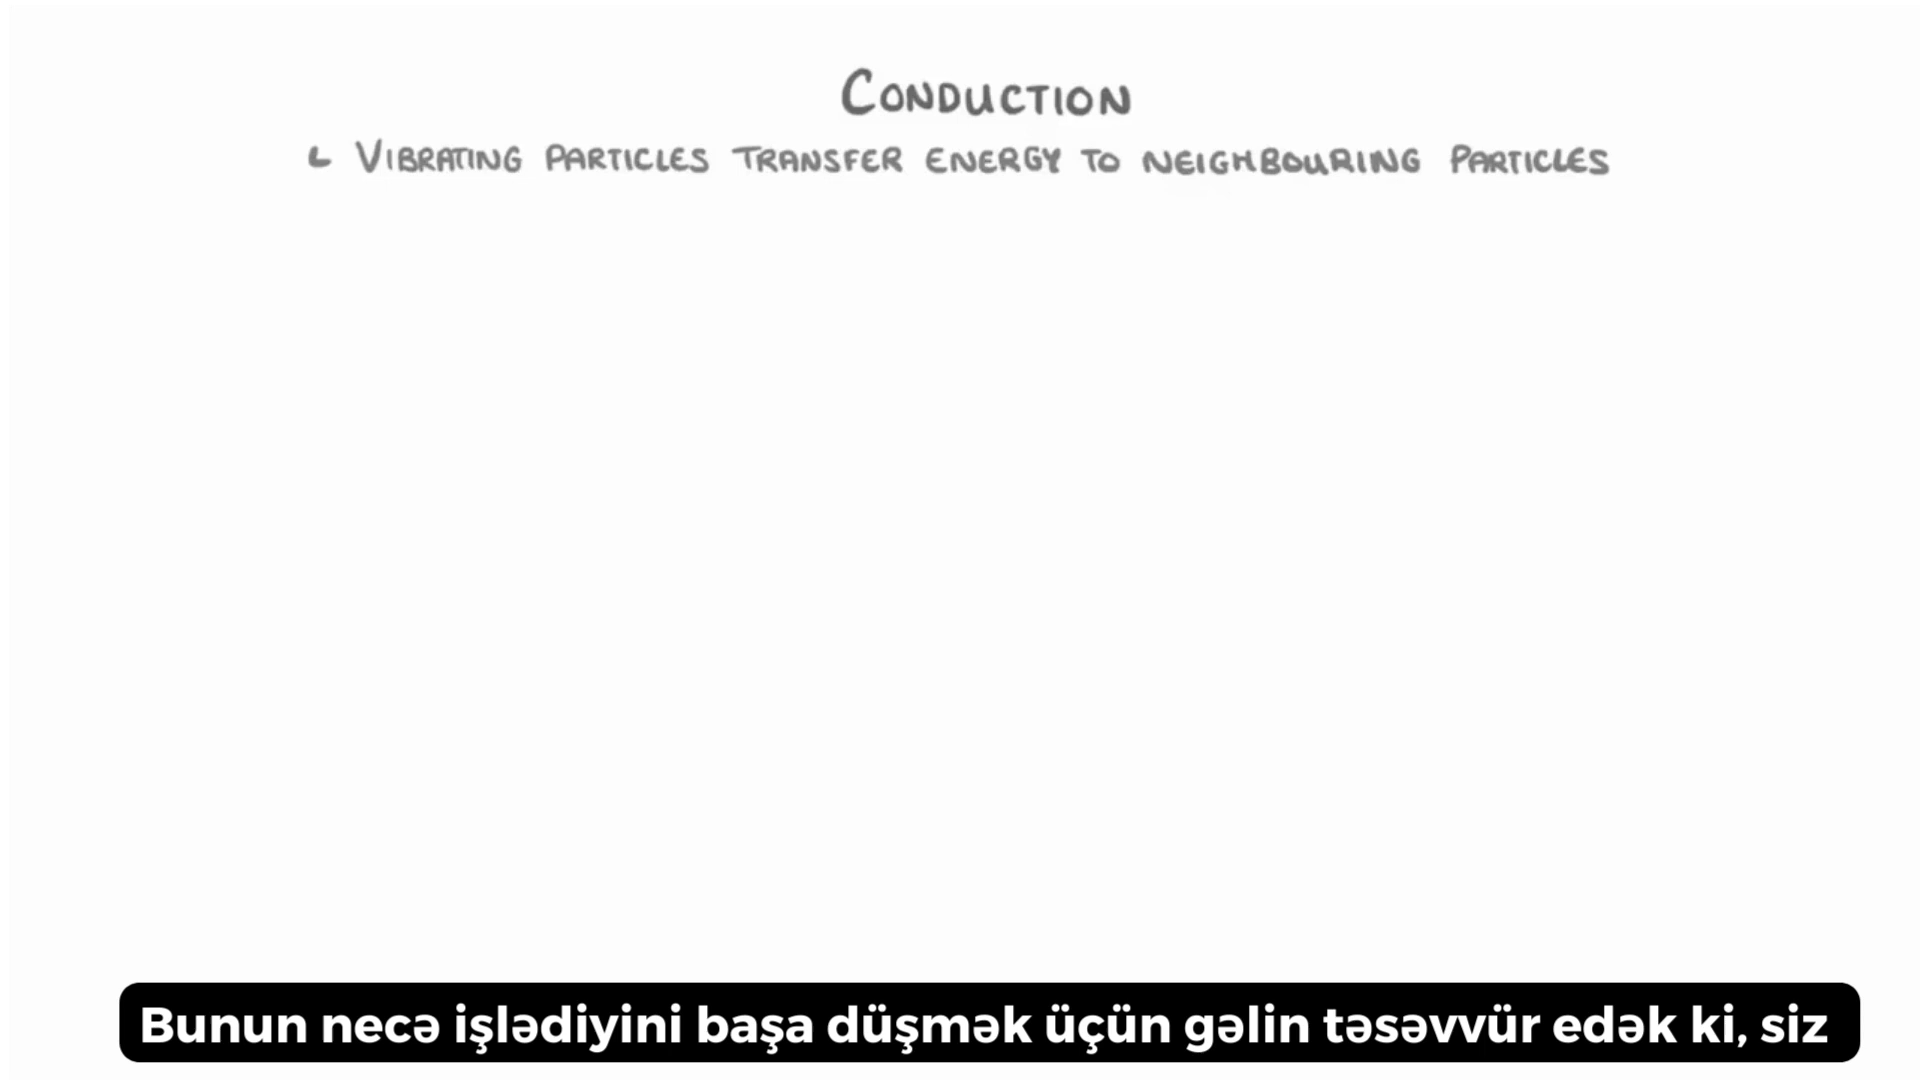 CONDUCTION
VIBRATING PARTICLES TRANSFER ENERGY TO NEIGHBOURING PARTICLES
Bunun necə işlədiyini başa düşmək üçün gəlin təsəvvür edək ki, siz